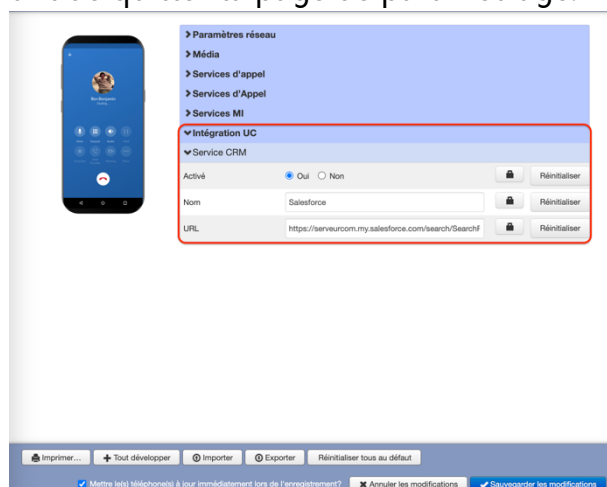 Paramètres réseau
Média
Services d'appel
Services d'Appel
Services MI
Intégration UC
Service CRM
Activé Oui Non Réinitialiser
Nom Salesforce Réinitialiser
URL https://serveurcom.my.salesforce.com/search/Search Réinitialiser
Imprimer... Tout développer Importer Exporter Réinitialiser tous au défaut
Mettre le(s) téléphone(s) à jour immédiatement lors de l'enregistrement? Annuler les modifications Sauvegarder les modifications